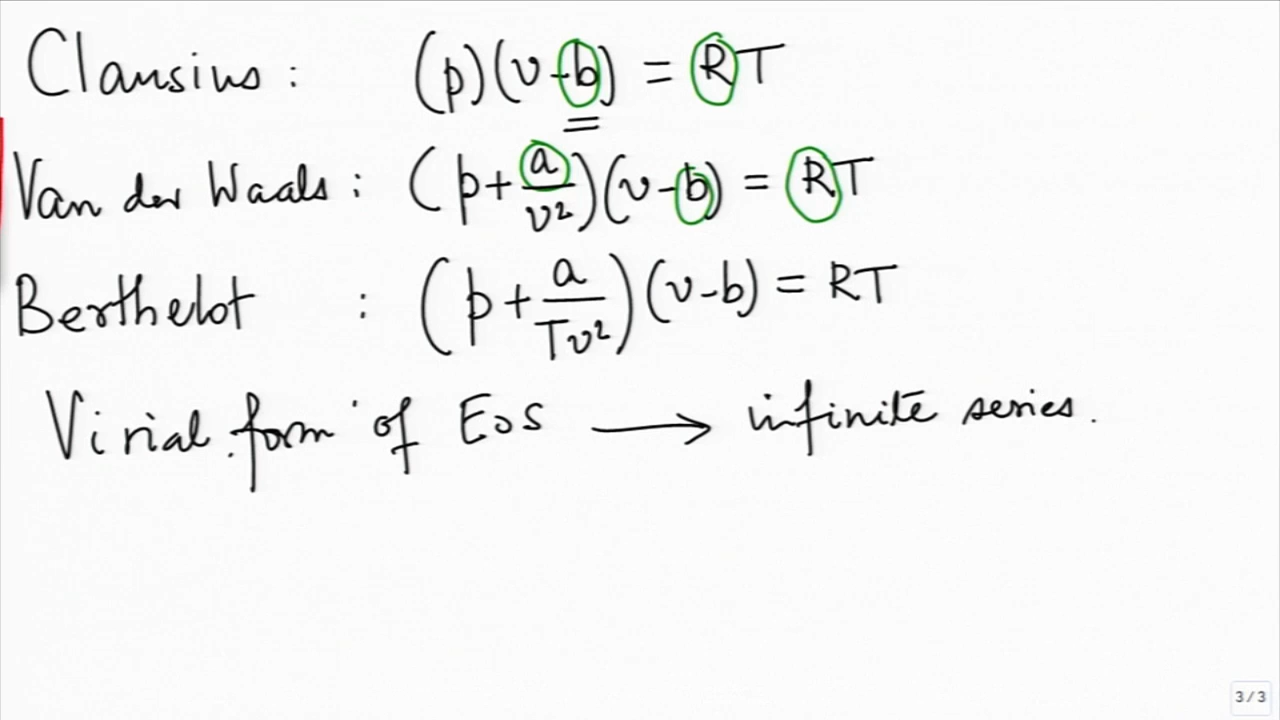 Clausius : (p)(v-b) = RT
Van der Waals : (p+a/v²)(v-b) = RT
Berthelot : (p+a/Tv²)(v-b) = RT
Virial form of EoS → infinite series.
3/3